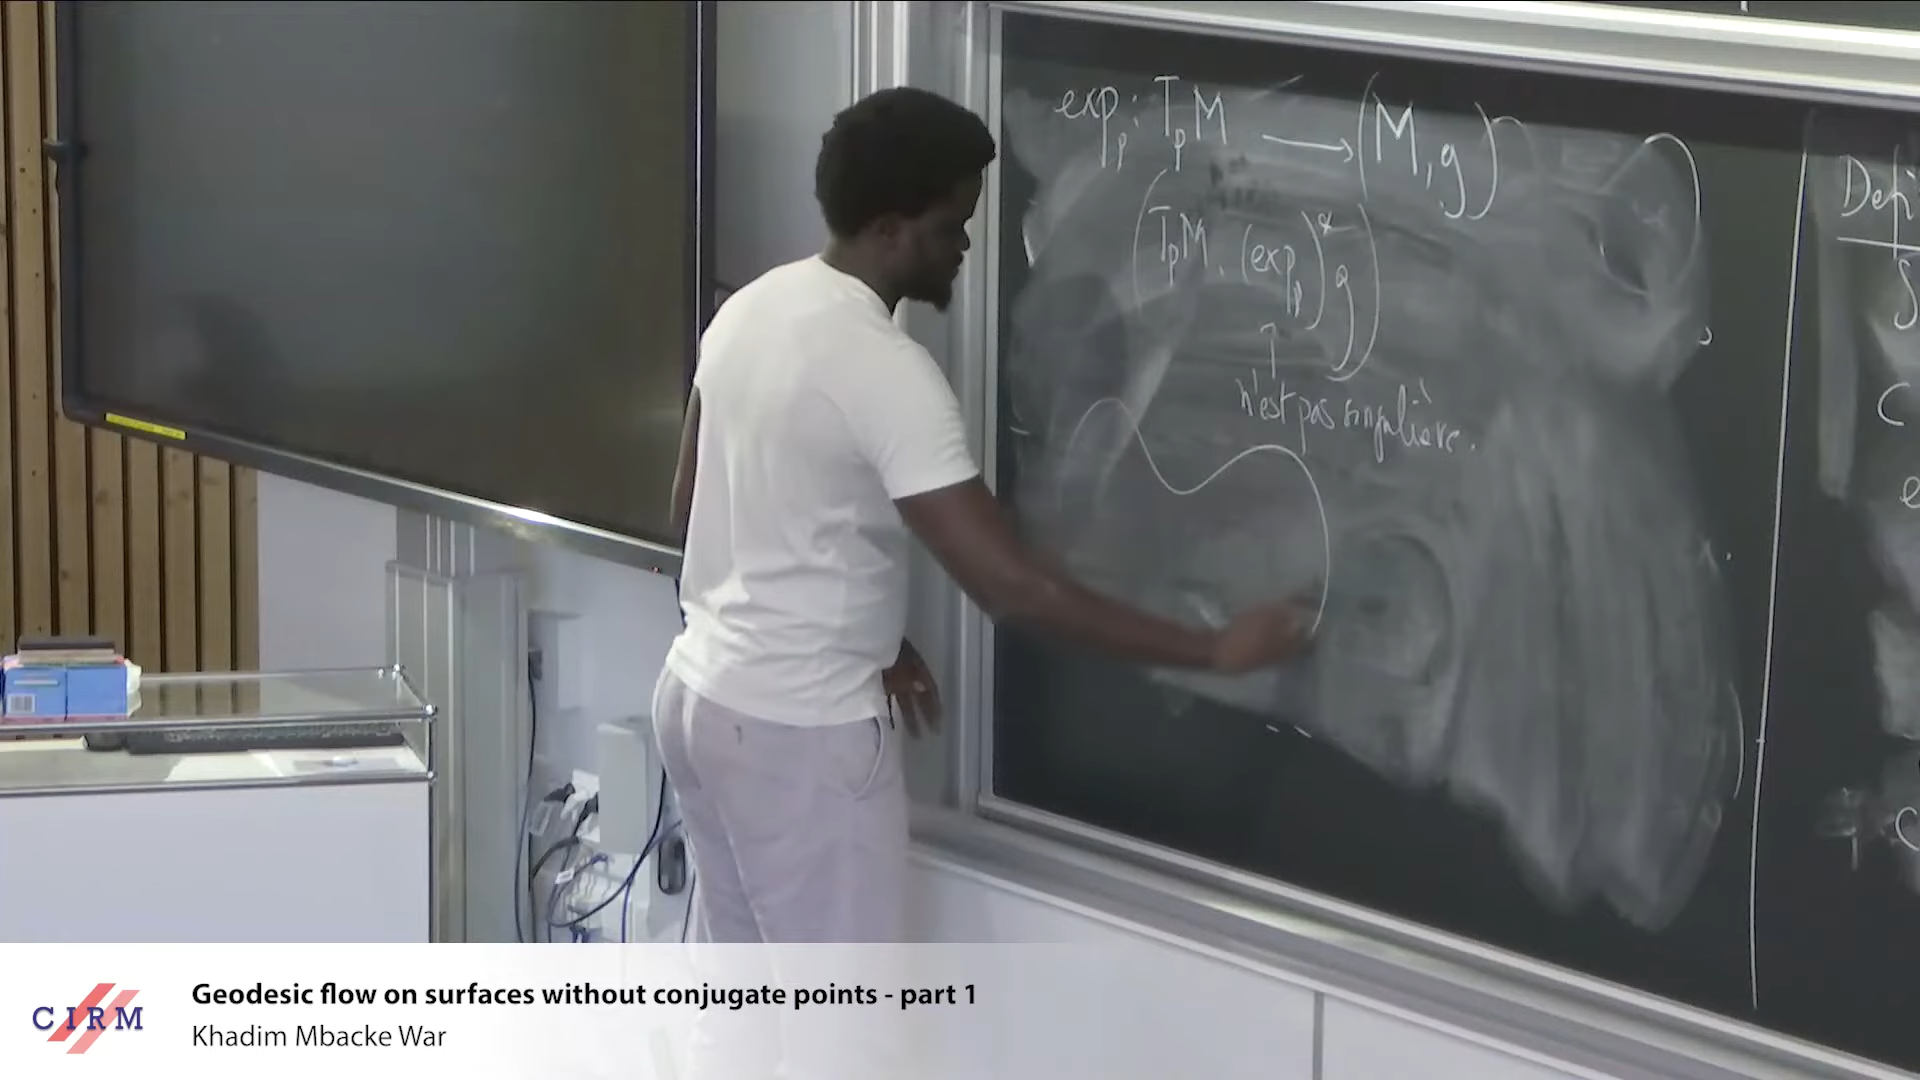 exp_p : T_pM ⟶ (M, g)
(T_pM, (exp_p)^* g)
↑
n'est pas singulière.
Defi
C
e
C
CIRM
Geodesic flow on surfaces without conjugate points - part 1
Khadim Mbacke War